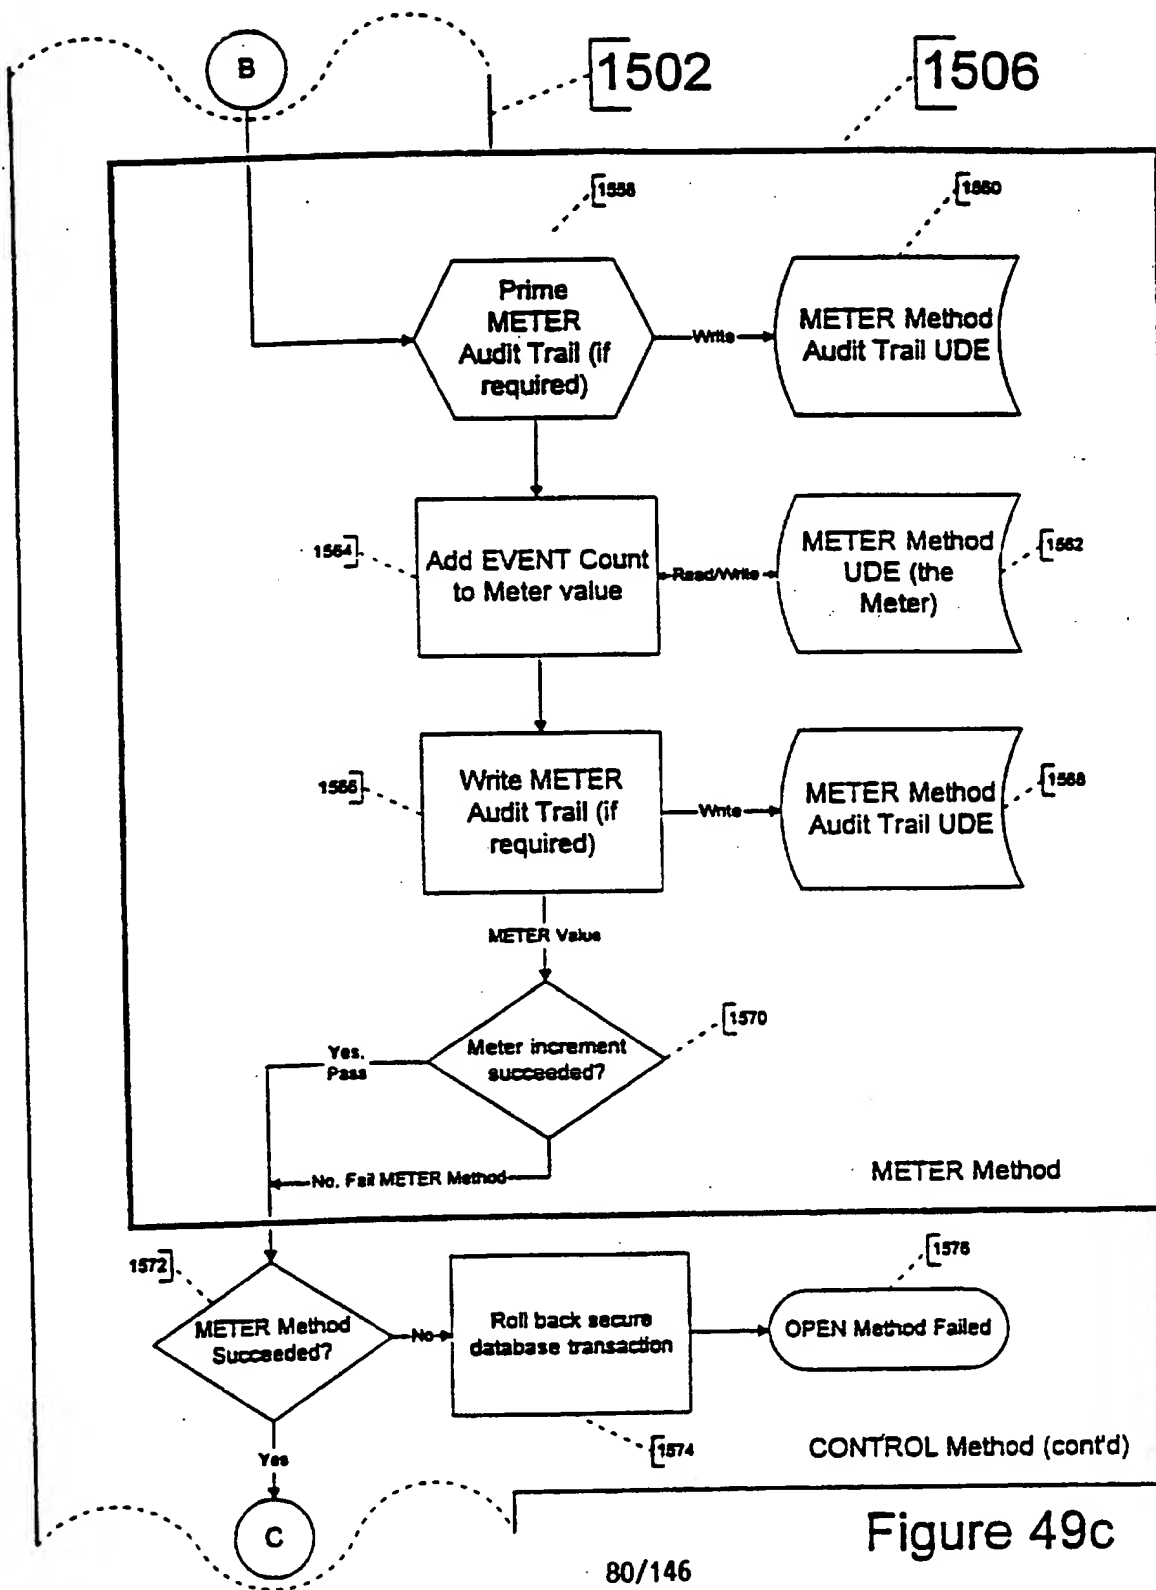 B
1502
1506
1558
1560
Prime
METER
Audit Trail (if
required)
Write
METER Method
Audit Trail UDE
1564
Add EVENT Count
to Meter value
Read/Write
METER Method
UDE (the
Meter)
1562
1566
Write METER
Audit Trail (if
required)
Write
METER Method
Audit Trail UDE
1568
METER Value
1570
Meter increment
succeeded?
Yes.
Pass
No. Fail METER Method
METER Method
1572
METER Method
Succeeded?
No
Roll back secure
database transaction
1576
OPEN Method Failed
1574
Yes
CONTROL Method (cont'd)
C
Figure 49c
80/146